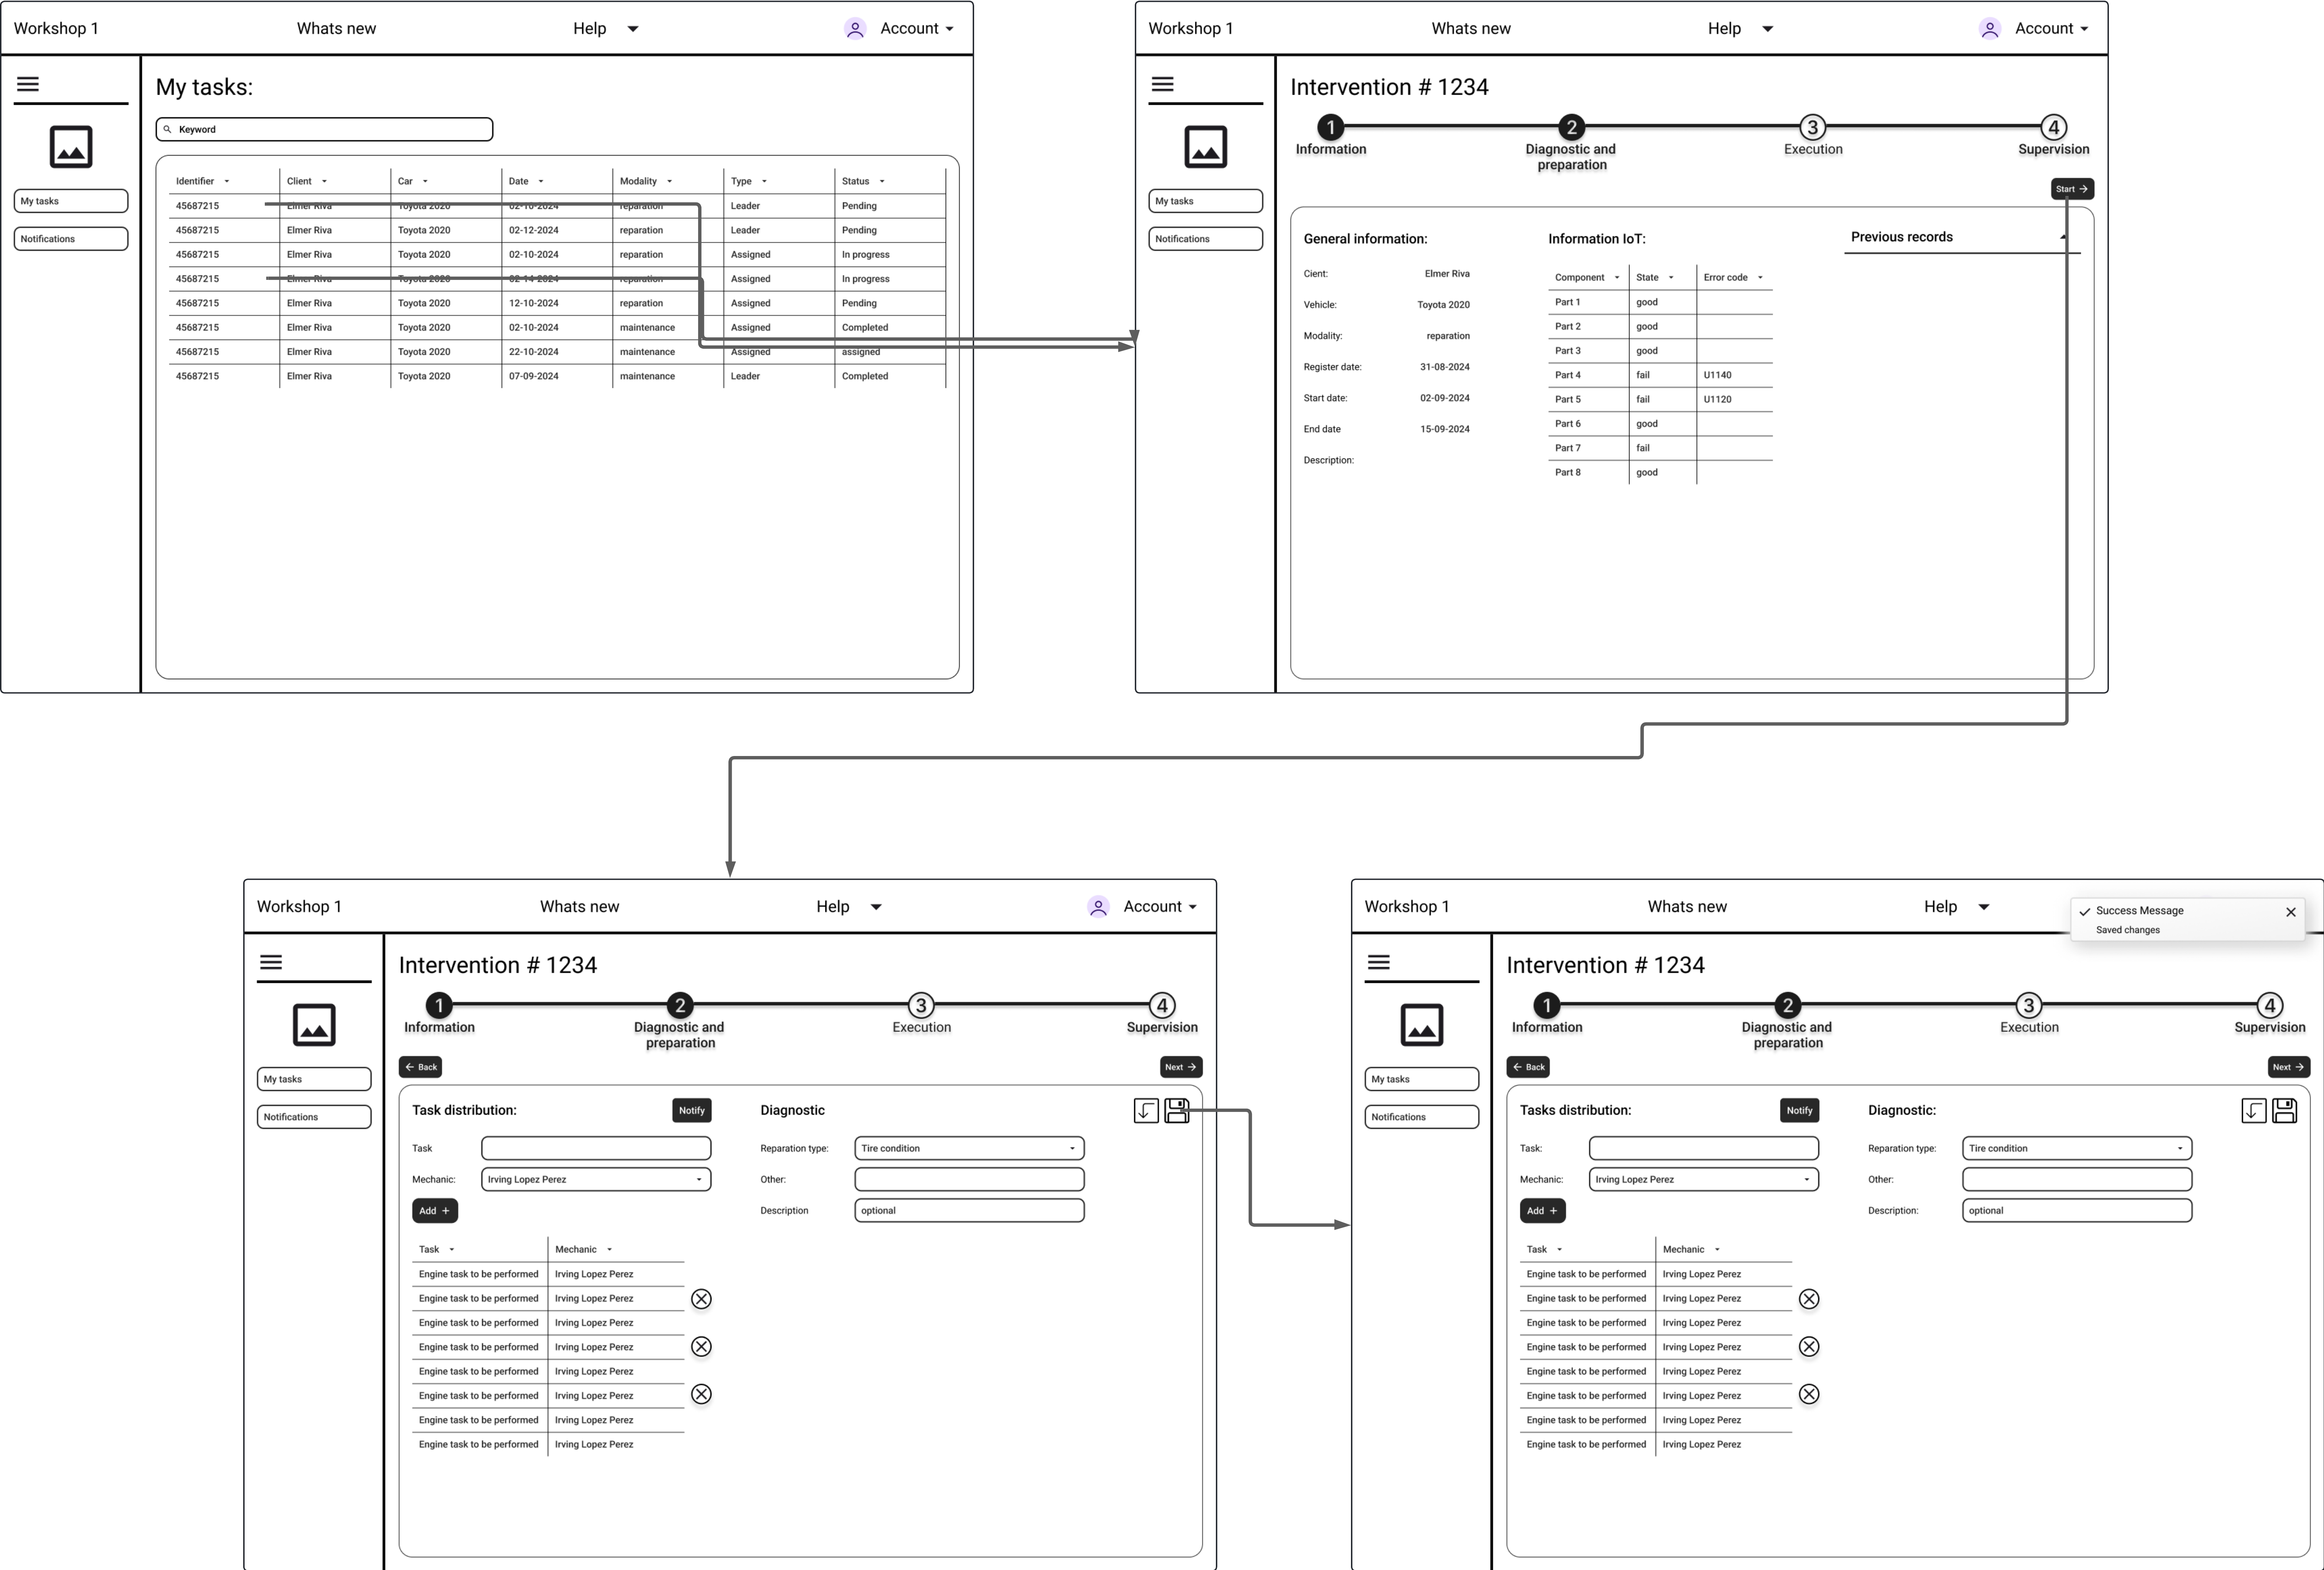 Workshop 1 Whats new Help Account
My tasks:
Keyword
My tasks
Notifications
Identifier Client Car Date Modality Type Status
45687215 Elmer Riva Toyota 2020 02-10-2024 reparation Leader Pending
45687215 Elmer Riva Toyota 2020 02-12-2024 reparation Leader Pending
45687215 Elmer Riva Toyota 2020 02-10-2024 reparation Assigned In progress
45687215 Elmer Riva Toyota 2020 02-14-2024 reparation Assigned In progress
45687215 Elmer Riva Toyota 2020 12-10-2024 reparation Assigned Pending
45687215 Elmer Riva Toyota 2020 02-10-2024 maintenance Assigned Completed
45687215 Elmer Riva Toyota 2020 22-10-2024 maintenance Assigned assigned
45687215 Elmer Riva Toyota 2020 07-09-2024 maintenance Leader Completed
Workshop 1 Whats new Help Account
Intervention # 1234
1 2 3 4
Information Diagnostic and preparation Execution Supervision
My tasks
Notifications
Start
General information:
Cient: Elmer Riva
Vehicle: Toyota 2020
Modality: reparation
Register date: 31-08-2024
Start date: 02-09-2024
End date 15-09-2024
Description:
Information IoT:
Component State Error code
Part 1 good
Part 2 good
Part 3 good
Part 4 fail U1140
Part 5 fail U1120
Part 6 good
Part 7 fail
Part 8 good
Previous records
Workshop 1 Whats new Help Account
Intervention # 1234
1 2 3 4
Information Diagnostic and preparation Execution Supervision
My tasks
Notifications
Back Next
Task distribution: Notify
Task
Mechanic: Irving Lopez Perez
Add +
Task Mechanic
Engine task to be performed Irving Lopez Perez
Engine task to be performed Irving Lopez Perez
Engine task to be performed Irving Lopez Perez
Engine task to be performed Irving Lopez Perez
Engine task to be performed Irving Lopez Perez
Engine task to be performed Irving Lopez Perez
Engine task to be performed Irving Lopez Perez
Engine task to be performed Irving Lopez Perez
Diagnostic
Reparation type: Tire condition
Other:
Description optional
Workshop 1 Whats new Help
Success Message
Saved changes
Intervention # 1234
1 2 3 4
Information Diagnostic and preparation Execution Supervision
My tasks
Notifications
Back Next
Tasks distribution: Notify
Task:
Mechanic: Irving Lopez Perez
Add +
Task Mechanic
Engine task to be performed Irving Lopez Perez
Engine task to be performed Irving Lopez Perez
Engine task to be performed Irving Lopez Perez
Engine task to be performed Irving Lopez Perez
Engine task to be performed Irving Lopez Perez
Engine task to be performed Irving Lopez Perez
Engine task to be performed Irving Lopez Perez
Engine task to be performed Irving Lopez Perez
Diagnostic:
Reparation type: Tire condition
Other:
Description: optional